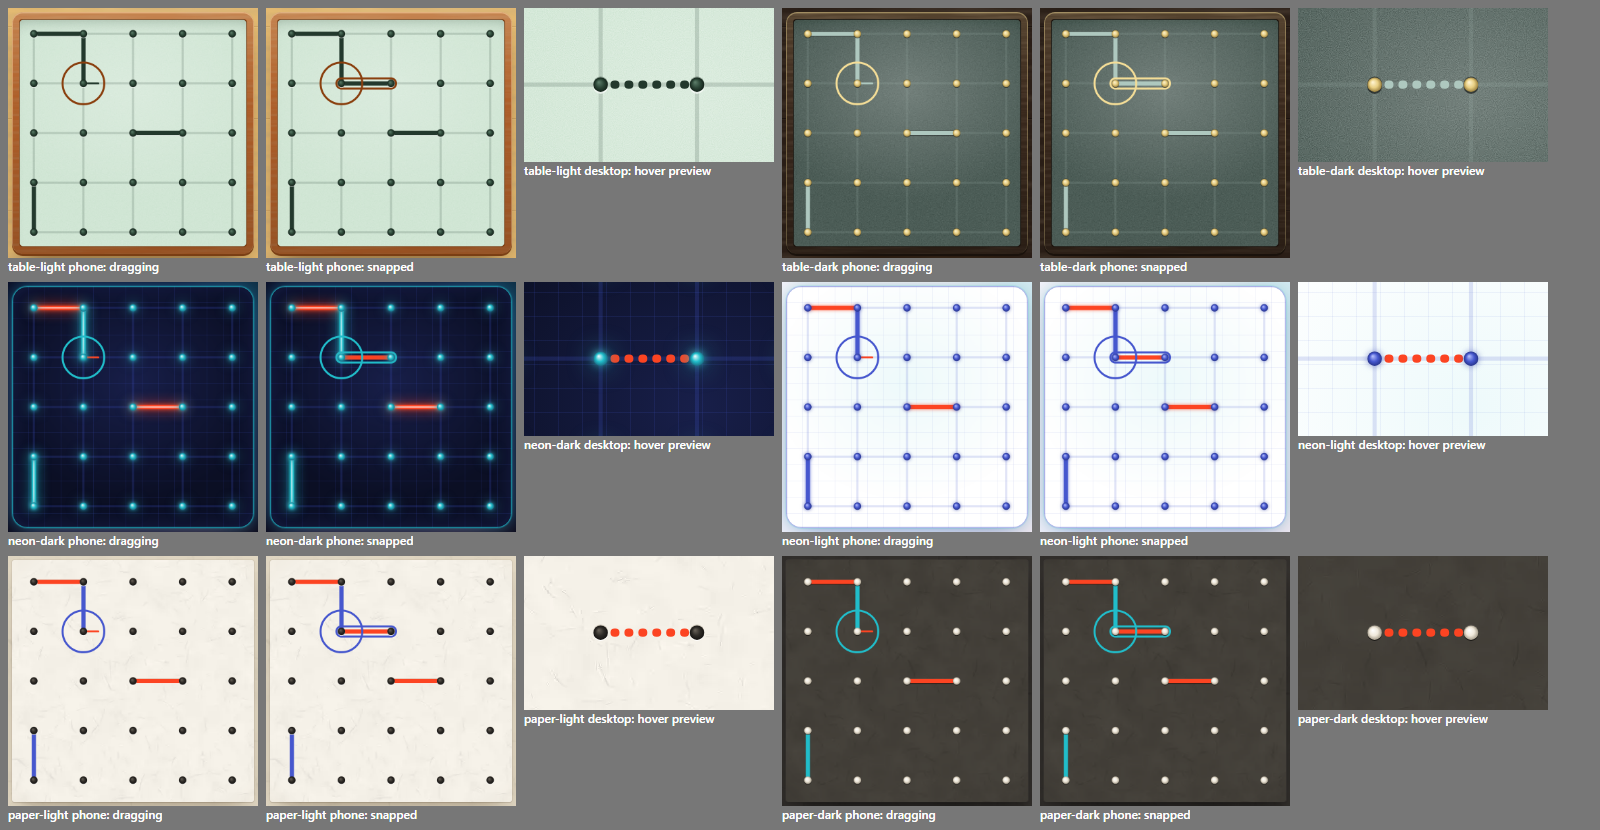 table-light phone: dragging
table-light phone: snapped
table-light desktop: hover preview
table-dark phone: dragging
table-dark phone: snapped
table-dark desktop: hover preview
neon-dark phone: dragging
neon-dark phone: snapped
neon-dark desktop: hover preview
neon-light phone: dragging
neon-light phone: snapped
neon-light desktop: hover preview
paper-light phone: dragging
paper-light phone: snapped
paper-light desktop: hover preview
paper-dark phone: dragging
paper-dark phone: snapped
paper-dark desktop: hover preview